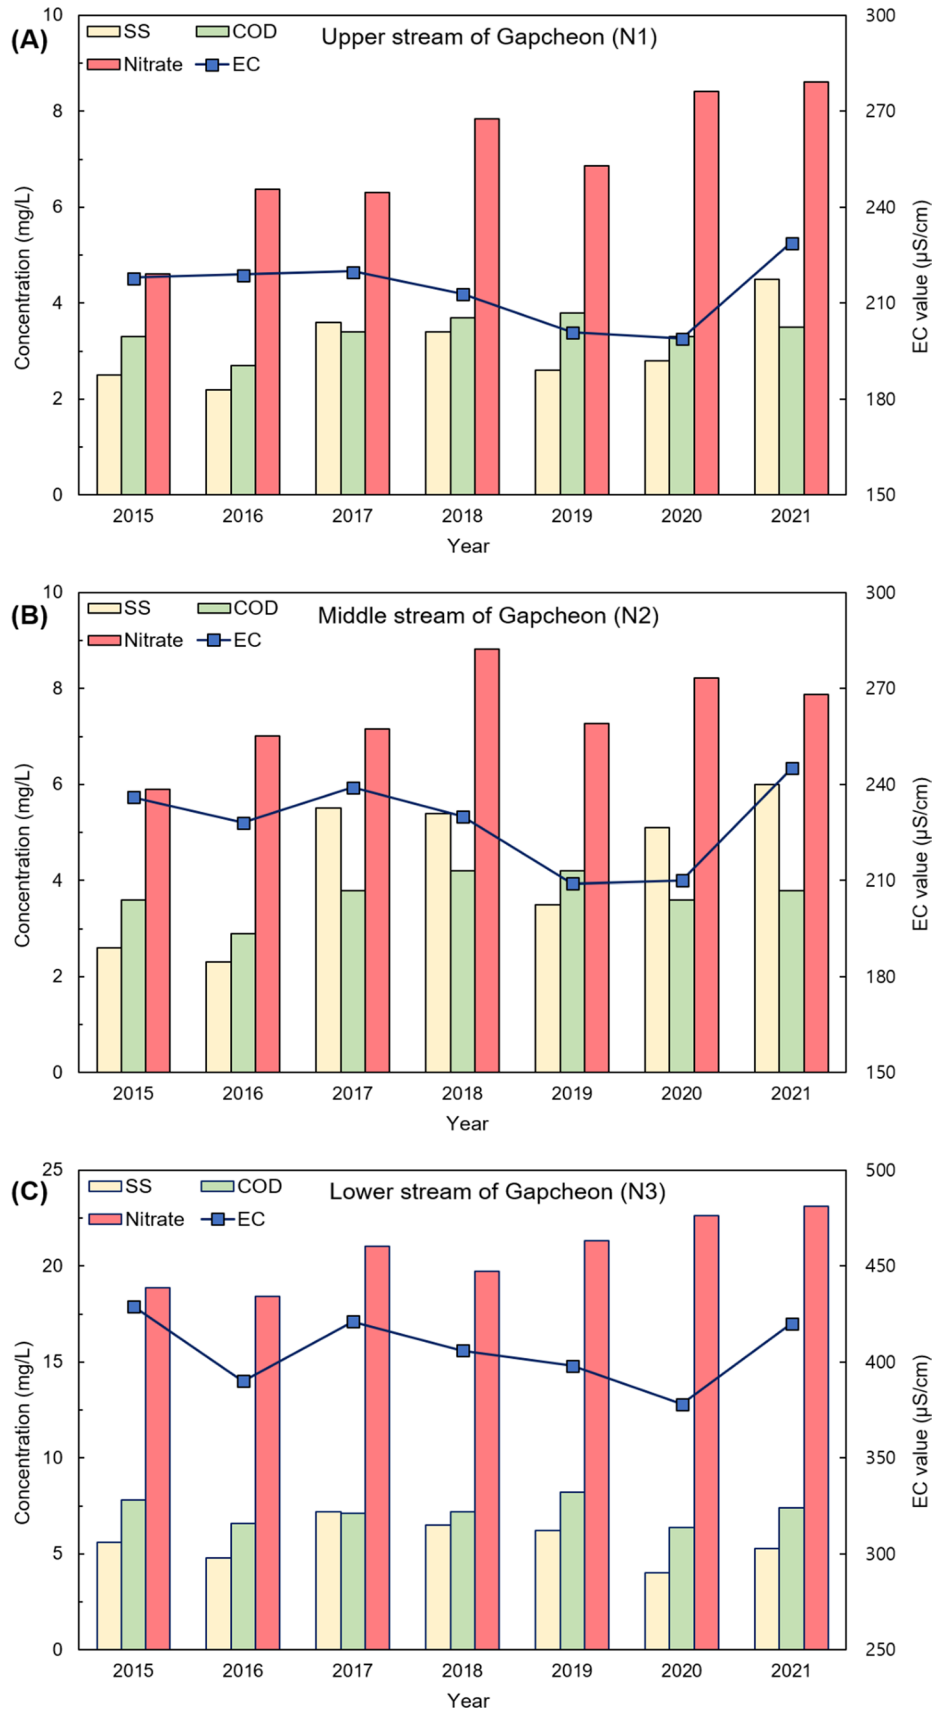 (A)
SS COD
Nitrate EC
Upper stream of Gapcheon (N1)
10
8
6
4
2
0
Concentration (mg/L)
300
270
240
210
180
150
EC value (μS/cm)
2015 2016 2017 2018 2019 2020 2021
Year
(B)
SS COD
Nitrate EC
Middle stream of Gapcheon (N2)
10
8
6
4
2
0
Concentration (mg/L)
300
270
240
210
180
150
EC value (μS/cm)
2015 2016 2017 2018 2019 2020 2021
Year
(C)
SS COD
Nitrate EC
Lower stream of Gapcheon (N3)
25
20
15
10
5
0
Concentration (mg/L)
500
450
400
350
300
250
EC value (μS/cm)
2015 2016 2017 2018 2019 2020 2021
Year